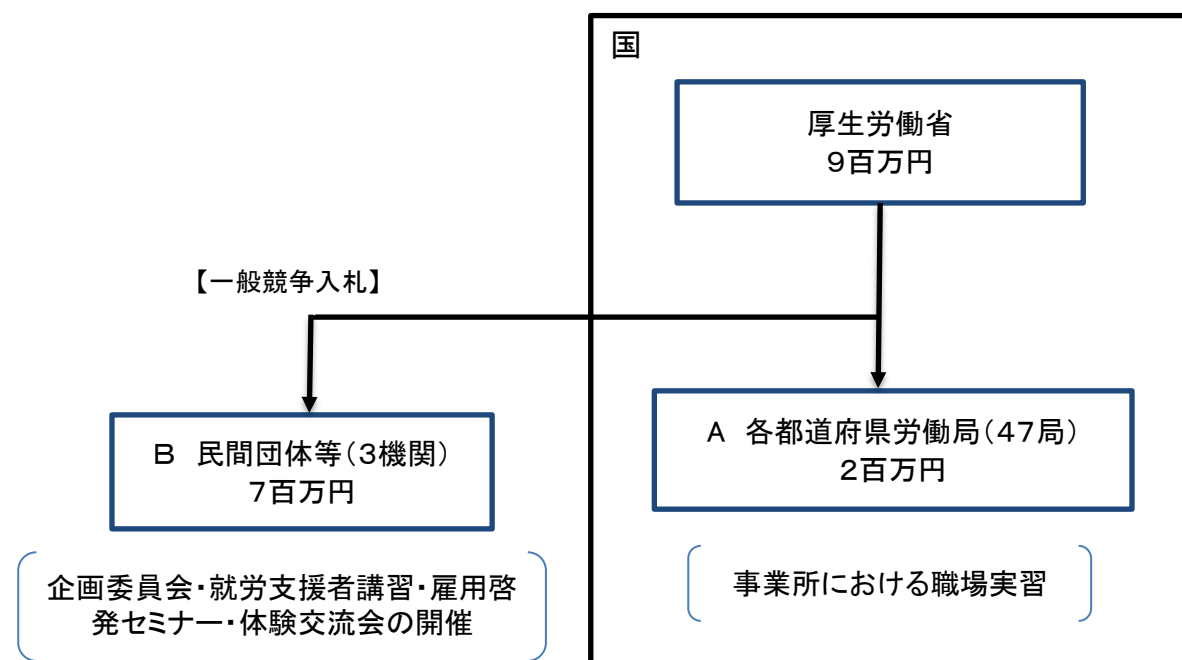 国
厚生労働省
9百万円
【一般競争入札】
A 各都道府県労働局(47局)
2百万円
B 民間団体等(3機関)
7百万円
事業所における職場実習
企画委員会・就労支援者講習・雇用啓
発セミナー・体験交流会の開催